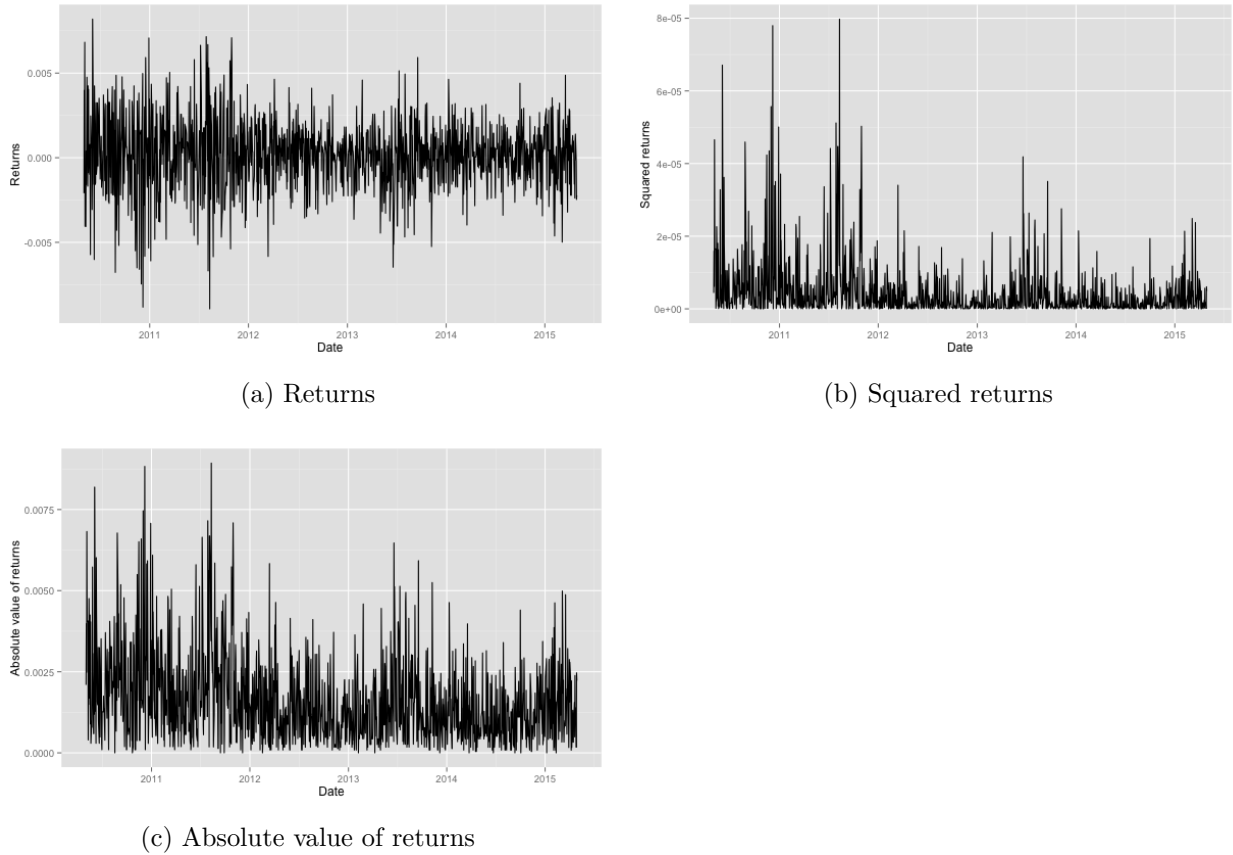 0.005
0.000
-0.005
Returns
2011 2012 2013 2014 2015
Date
(a) Returns
8e-05
6e-05
4e-05
2e-05
0e+00
Squared returns
2011 2012 2013 2014 2015
Date
(b) Squared returns
0.0075
0.0050
0.0025
0.0000
Absolute value of returns
2011 2012 2013 2014 2015
Date
(c) Absolute value of returns